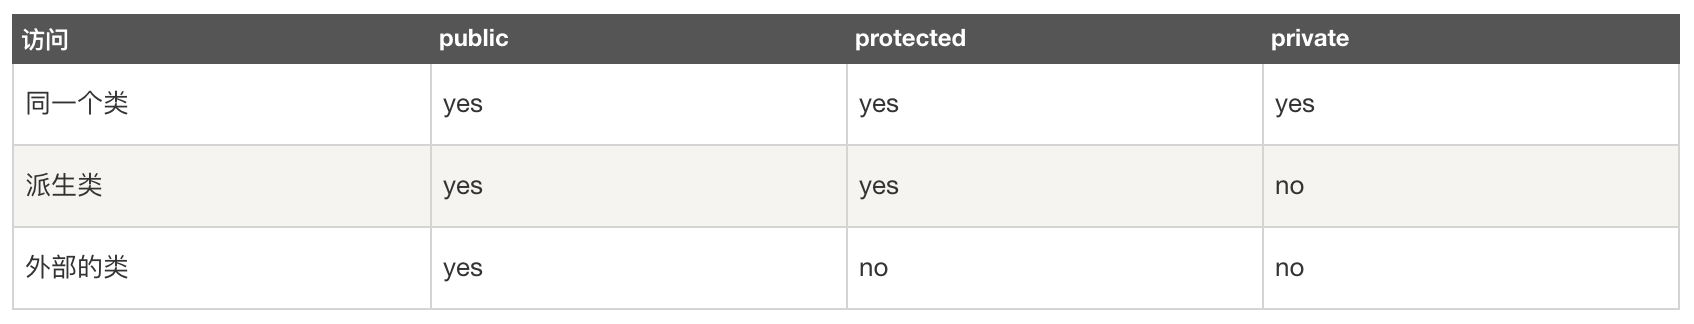 访问 public protected private
同一个类 yes yes yes
派生类 yes yes no
外部的类 yes no no